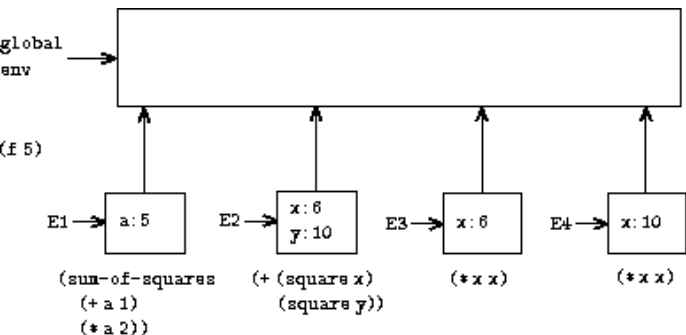 global
env
(f 5)
E1
a:5
E2
x:6
y:10
E3
x:6
E4
x:10
(sum-of-squares
(+ a 1)
(* a 2))
(+ (square x)
(square y))
(* x x)
(* x x)